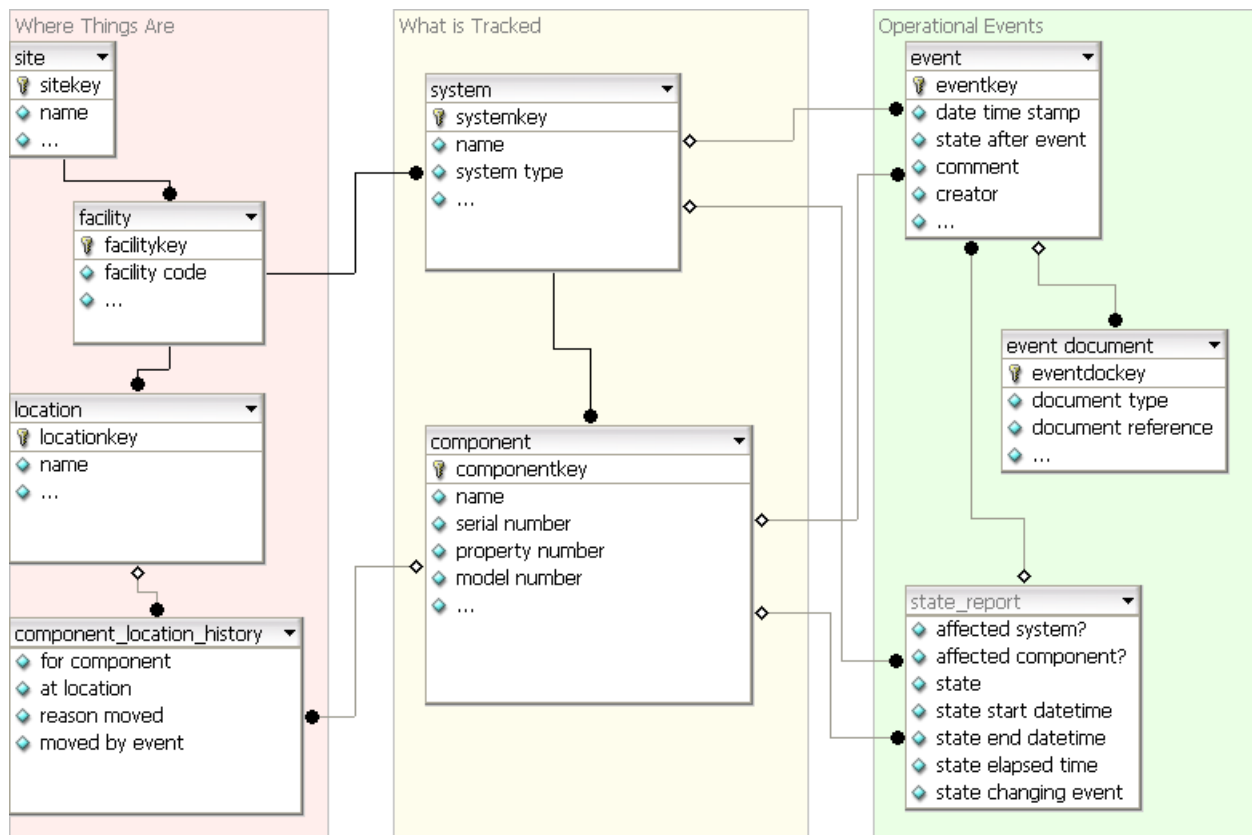 Where Things Are
site
sitekey
name
...
facility
facilitykey
facility code
...
location
locationkey
name
...
component_location_history
for component
at location
reason moved
moved by event
What is Tracked
system
systemkey
name
system type
...
component
componentkey
name
serial number
property number
model number
...
Operational Events
event
eventkey
date time stamp
state after event
comment
creator
...
event document
eventdockey
document type
document reference
...
state_report
affected system?
affected component?
state
state start datetime
state end datetime
state elapsed time
state changing event